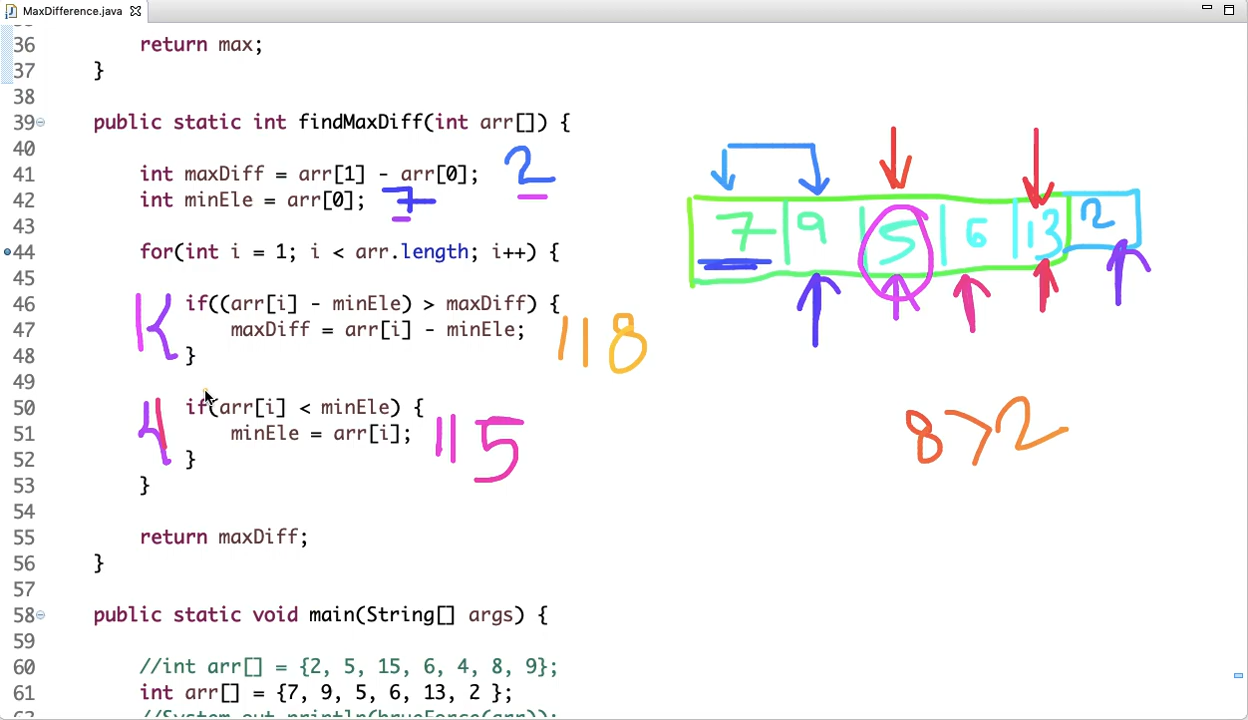 MaxDifference.java
36 return max;
37 }
38
39 public static int findMaxDiff(int arr[]) {
40
41 int maxDiff = arr[1] - arr[0]; 2
42 int minEle = arr[0]; 7
43
44 for(int i = 1; i < arr.length; i++) {
45
46 if((arr[i] - minEle) > maxDiff) {
47 maxDiff = arr[i] - minEle; // 8
48 }
49
50 if(arr[i] < minEle) {
51 minEle = arr[i]; // 5
52 }
53 }
54
55 return maxDiff;
56 }
57
58 public static void main(String[] args) {
59
60 //int arr[] = {2, 5, 15, 6, 4, 8, 9};
61 int arr[] = {7, 9, 5, 6, 13, 2 };
7 9 5 6 13 2
8 > 2